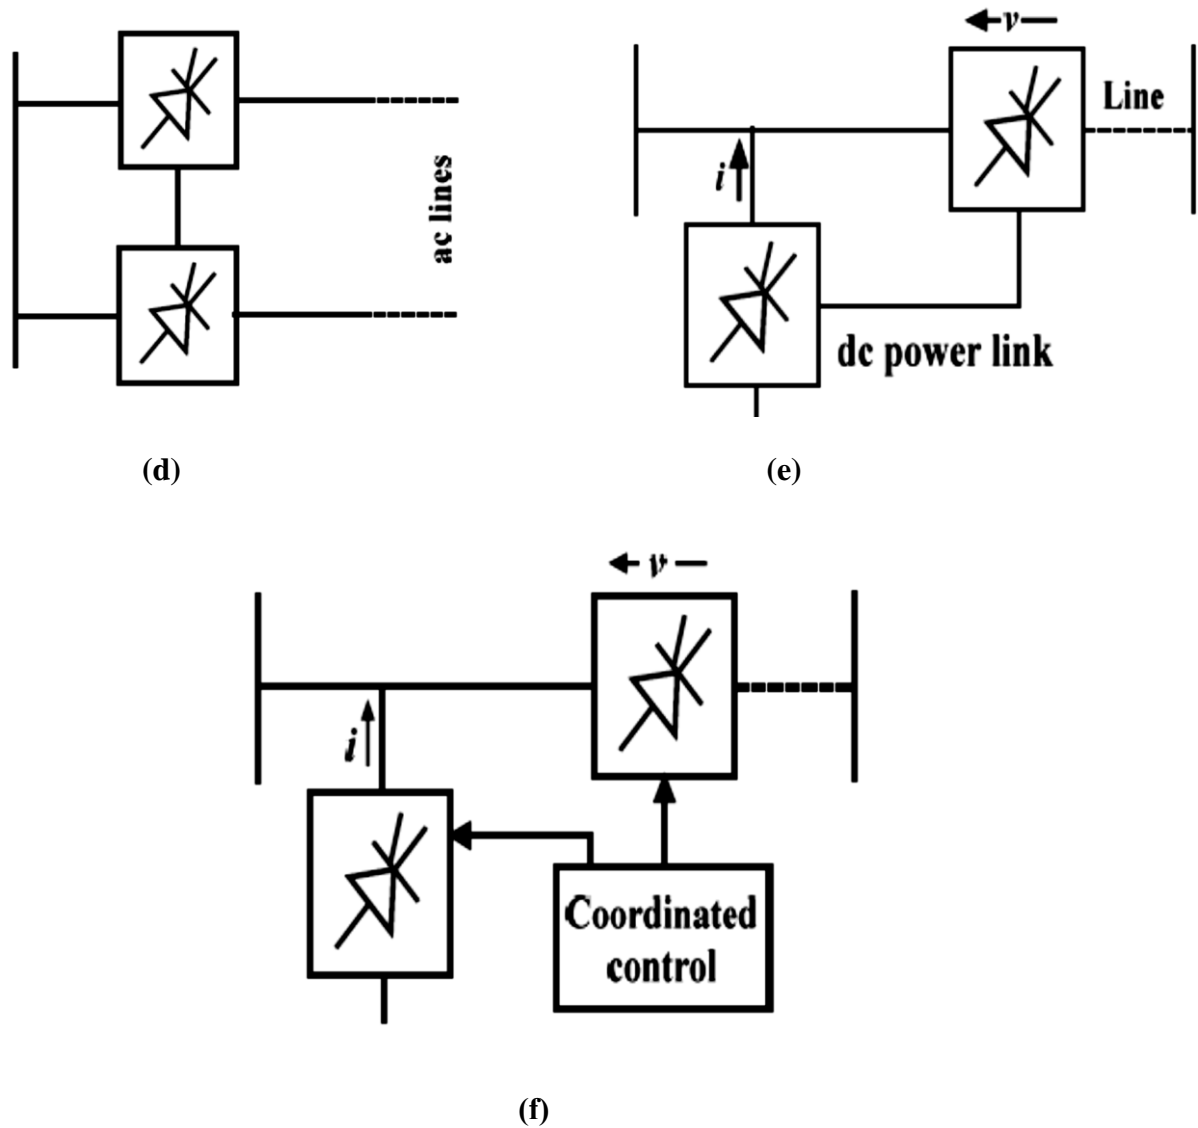 ac lines
(d)
v
Line
i
dc power link
(e)
v
i
Coordinated
control
(f)